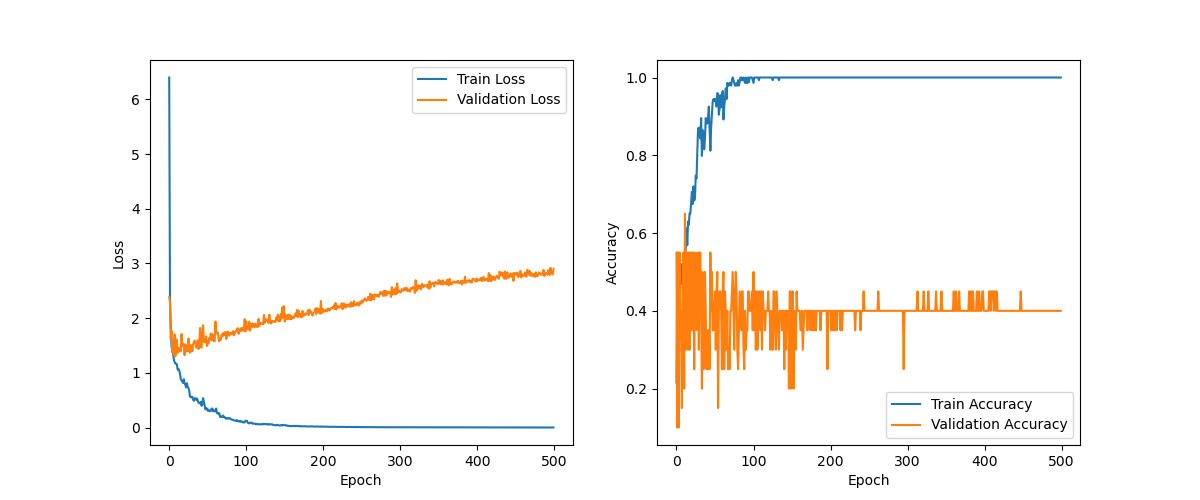 Train Loss
Validation Loss
6
5
4
3
2
1
0
Loss
0 100 200 300 400 500
Epoch
1.0
0.8
0.6
0.4
0.2
Accuracy
Train Accuracy
Validation Accuracy
0 100 200 300 400 500
Epoch